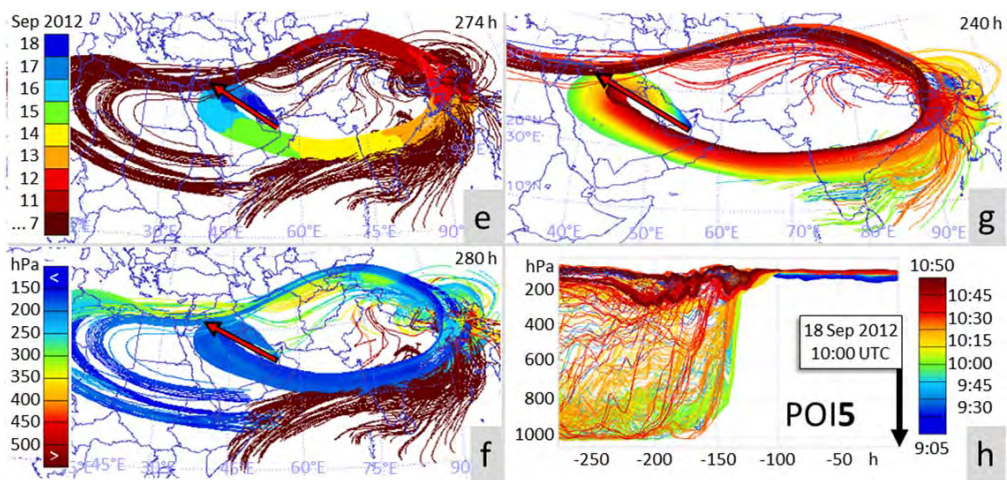 Sep 2012
18
17
16
15
14
13
12
11
... 7
274 h
30°E
45°E
60°E
75°E
90°E
e
240 h
20°N
30°E
10°N
40°E
50°E
60°E
70°E
80°E
90°E
g
hPa
<
150
200
250
300
350
400
450
500
>
280 h
45°E
30°E
45°E
60°E
75°E
90
f
hPa
200
400
600
800
1000
-250
-200
-150
-100
-50
h
18 Sep 2012
10:00 UTC
POI5
10:50
10:45
10:30
10:15
10:00
9:45
9:30
9:05
h